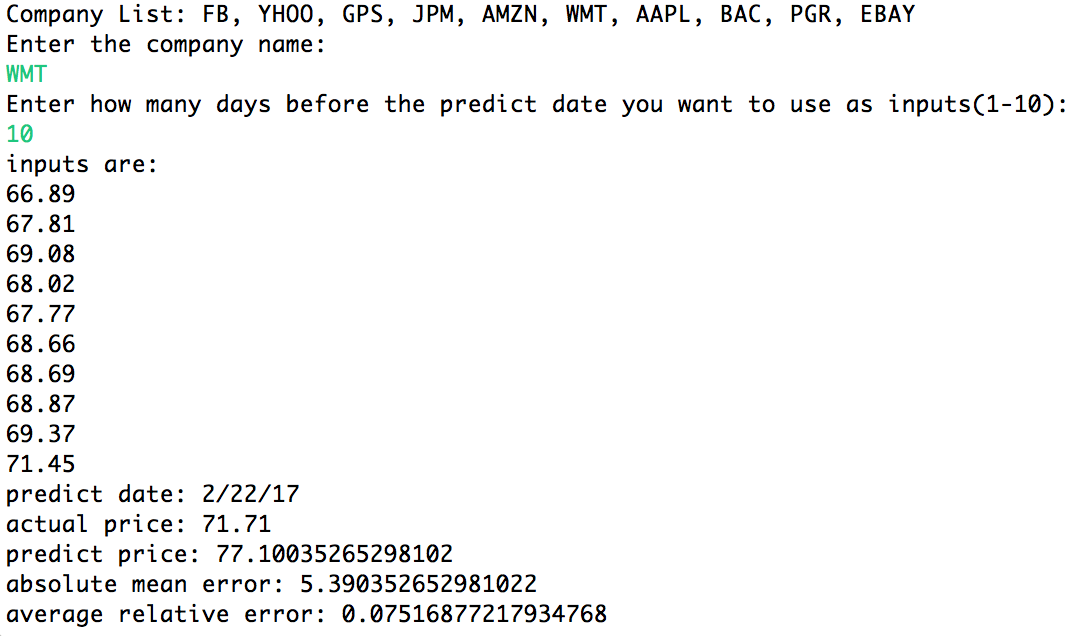 Company List: FB, YHOO, GPS, JPM, AMZN, WMT, AAPL, BAC, PGR, EBAY
Enter the company name:
WMT
Enter how many days before the predict date you want to use as inputs(1-10):
10
inputs are:
66.89
67.81
69.08
68.02
67.77
68.66
68.69
68.87
69.37
71.45
predict date: 2/22/17
actual price: 71.71
predict price: 77.10035265298102
absolute mean error: 5.390352652981022
average relative error: 0.07516877217934768